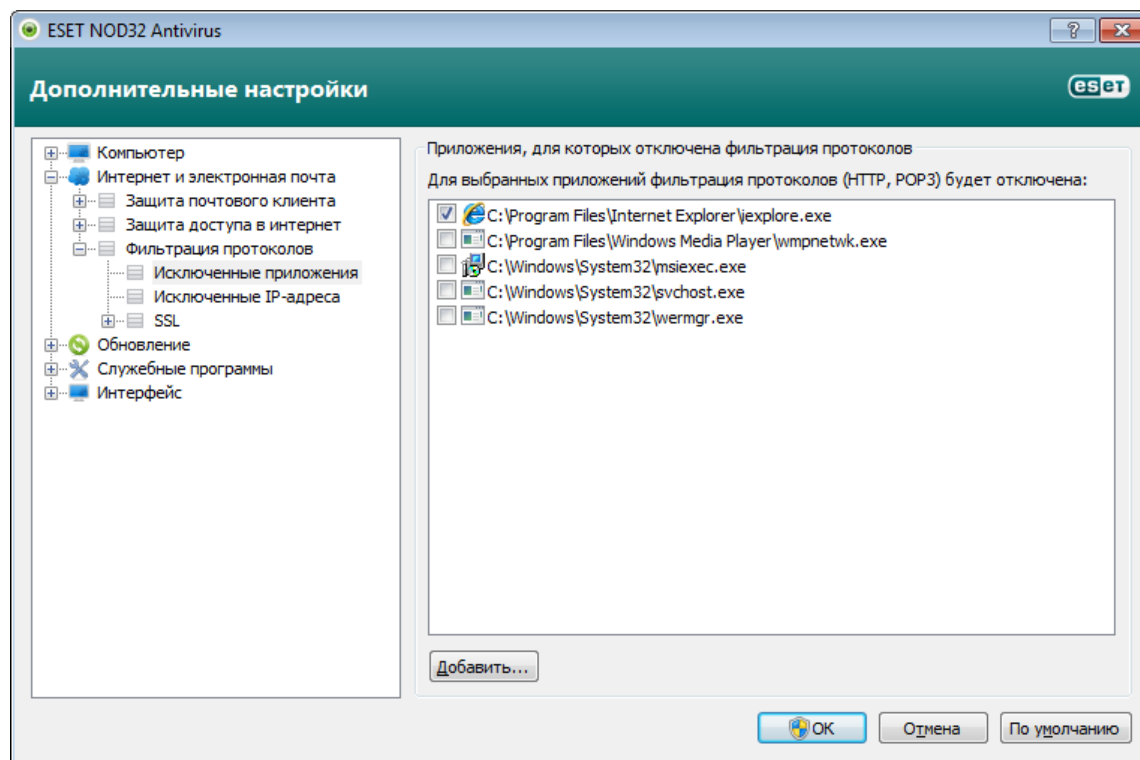 ESET NOD32 Antivirus
Дополнительные настройки
eset
Компьютер
Интернет и электронная почта
Защита почтового клиента
Защита доступа в интернет
Фильтрация протоколов
Исключенные приложения
Исключенные IP-адреса
SSL
Обновление
Служебные программы
Интерфейс
Приложения, для которых отключена фильтрация протоколов
Для выбранных приложений фильтрация протоколов (HTTP, POP3) будет отключена:
C:\Program Files\Internet Explorer\iexplore.exe
C:\Program Files\Windows Media Player\wmpnetwk.exe
C:\Windows\System32\msiexec.exe
C:\Windows\System32\svchost.exe
C:\Windows\System32\wermgr.exe
Добавить...
OK
Отмена
По умолчанию